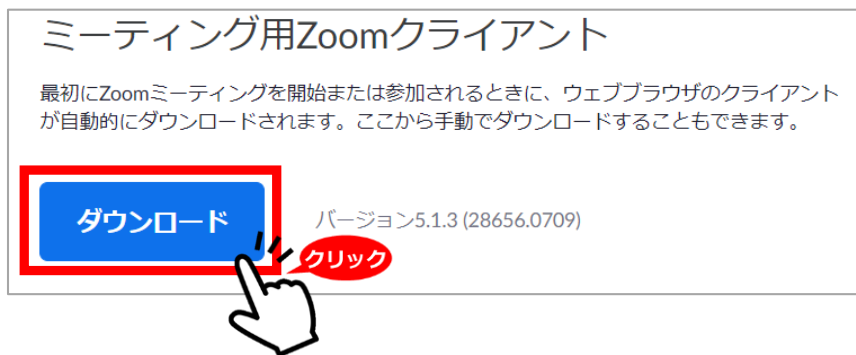 ミーティング用Zoomクライアント
最初にZoomミーティングを開始または参加されるときに、ウェブブラウザのクライアント
が自動的にダウンロードされます。ここから手動でダウンロードすることもできます。
ダウンロード
バージョン5.1.3 (28656.0709)
クリック